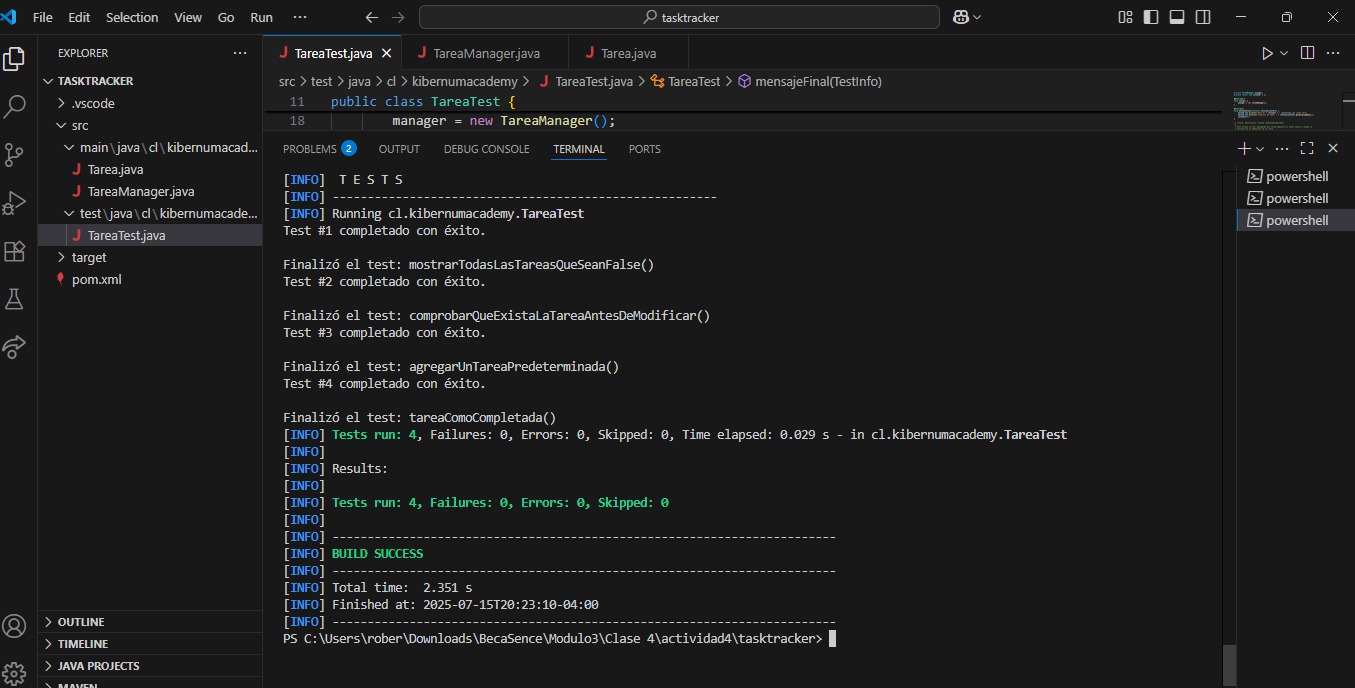 File Edit Selection View Go Run ··· tasktracker
EXPLORER ···
TareaTest.java
TareaManager.java
Tarea.java
TASKTRACKER
src > test > java > cl > kibernumacademy > TareaTest.java > TareaTest > mensajeFinal(TestInfo)
> .vscode
11 public class TareaTest {
src
18 manager = new TareaManager();
main\java\cl\kibernumacad...
Tarea.java
TareaManager.java
test\java\cl\kibernumacade...
TareaTest.java
> target
pom.xml
PROBLEMS 2 OUTPUT DEBUG CONSOLE TERMINAL PORTS
powershell
powershell
powershell
[INFO] T E S T S
[INFO] -------------------------------------------------------
[INFO] Running cl.kibernumacademy.TareaTest
Test #1 completado con éxito.
Finalizó el test: mostrarTodasLasTareasQueSeanFalse()
Test #2 completado con éxito.
Finalizó el test: comprobarQueExistaLaTareaAntesDeModificar()
Test #3 completado con éxito.
Finalizó el test: agregarUnTareaPredeterminada()
Test #4 completado con éxito.
Finalizó el test: tareaComoCompletada()
[INFO] Tests run: 4, Failures: 0, Errors: 0, Skipped: 0, Time elapsed: 0.029 s - in cl.kibernumacademy.TareaTest
[INFO]
[INFO] Results:
[INFO]
[INFO] Tests run: 4, Failures: 0, Errors: 0, Skipped: 0
[INFO]
[INFO] ------------------------------------------------------------------------
[INFO] BUILD SUCCESS
[INFO] ------------------------------------------------------------------------
[INFO] Total time:  2.351 s
[INFO] Finished at: 2025-07-15T20:23:10-04:00
[INFO] ------------------------------------------------------------------------
PS C:\Users\rober\Downloads\BecaSence\Modulo3\Clase 4\actividad4\tasktracker>
> OUTLINE
> TIMELINE
> JAVA PROJECTS
> MAVEN